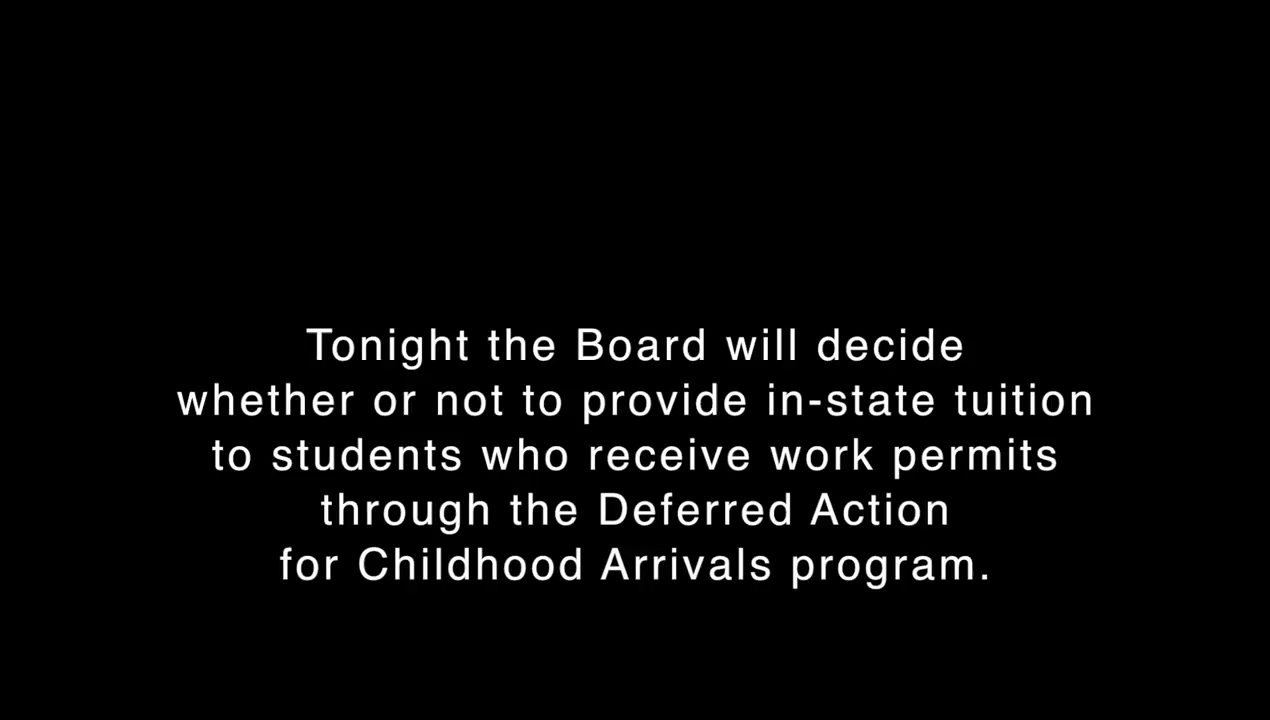 Tonight the Board will decide
whether or not to provide in-state tuition
to students who receive work permits
through the Deferred Action
for Childhood Arrivals program.